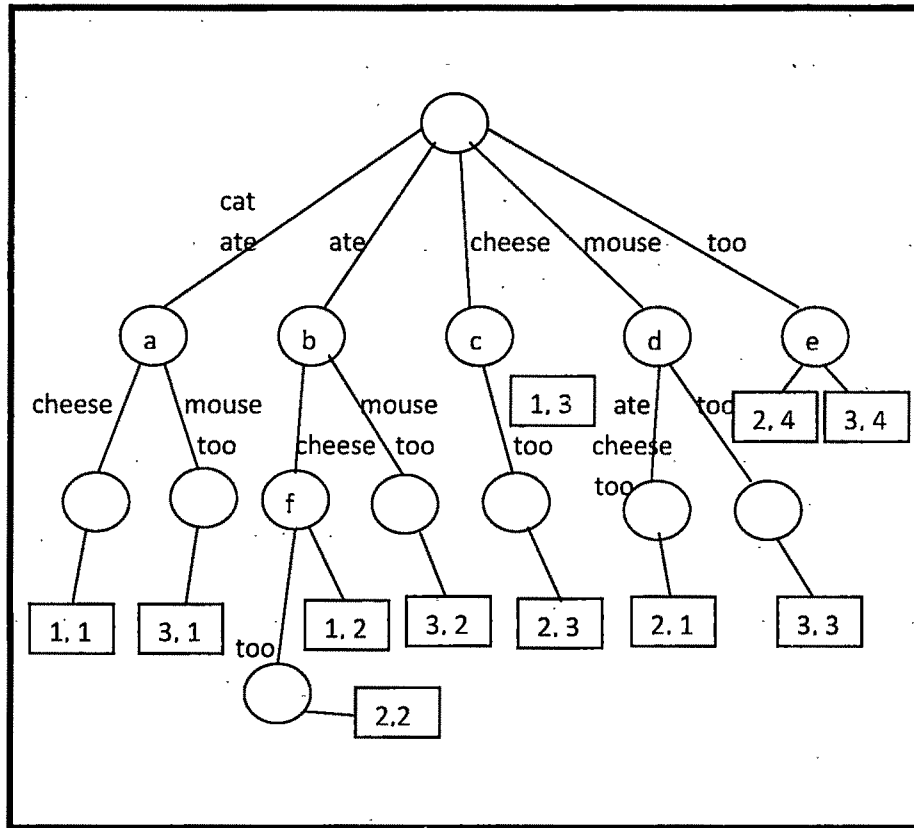 cat
ate
ate
cheese
mouse
too
a
b
c
d
e
cheese
mouse
too
cheese
mouse
too
1, 3
too
ate
cheese
too
too
2, 4
3, 4
f
1, 1
3, 1
1, 2
3, 2
2, 3
2, 1
3, 3
too
2,2